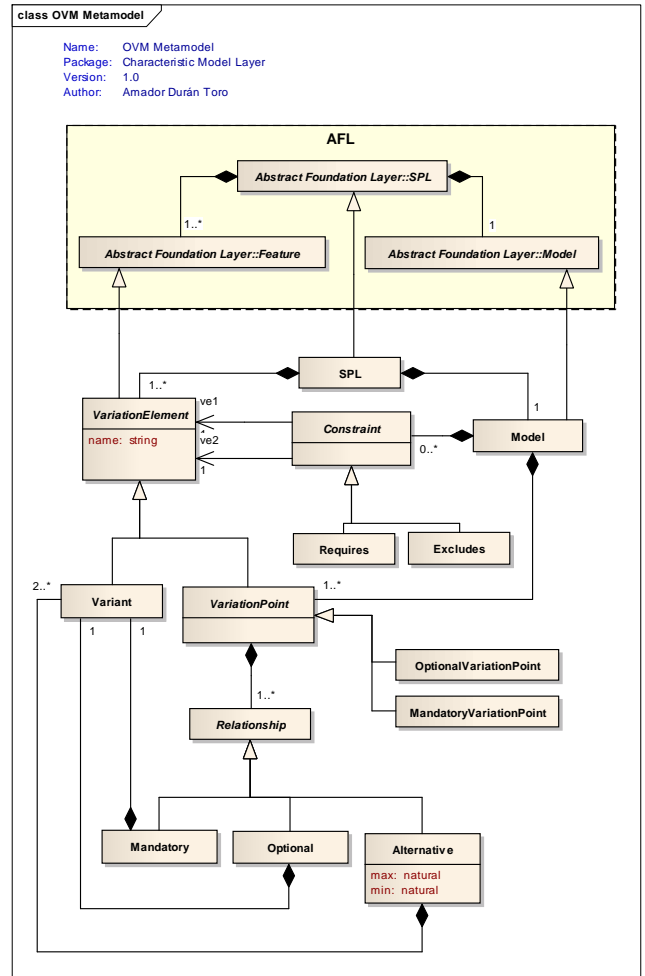 class OVM Metamodel
Name: OVM Metamodel
Package: Characteristic Model Layer
Version: 1.0
Author: Amador Durán Toro
AFL
Abstract Foundation Layer::SPL
1..*
1
Abstract Foundation Layer::Feature
Abstract Foundation Layer::Model
SPL
1..*
1
VariationElement
name: string
ve1
1
ve2
1
Constraint
0..*
Model
Requires
Excludes
2..*
Variant
1
1
VariationPoint
1..*
OptionalVariationPoint
MandatoryVariationPoint
1..*
Relationship
Mandatory
Optional
Alternative
max: natural
min: natural